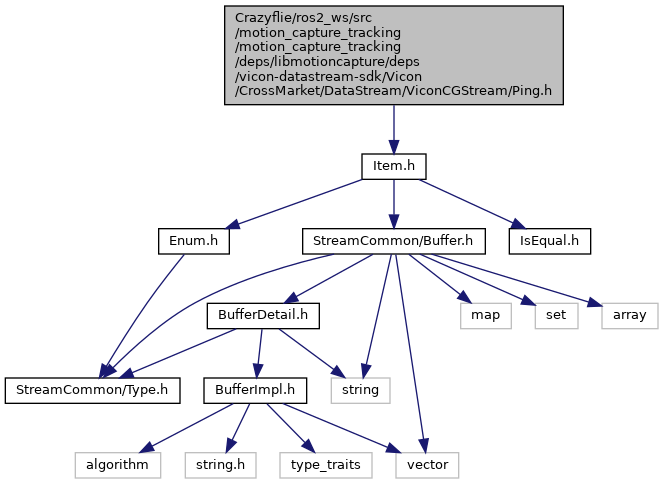 Crazyflie/ros2_ws/src
/motion_capture_tracking
/motion_capture_tracking
/deps/libmotioncapture/deps
/vicon-datastream-sdk/Vicon
/CrossMarket/DataStream/ViconCGStream/Ping.h
Item.h
Enum.h
StreamCommon/Buffer.h
IsEqual.h
BufferDetail.h
map
set
array
StreamCommon/Type.h
BufferImpl.h
string
algorithm
string.h
type_traits
vector